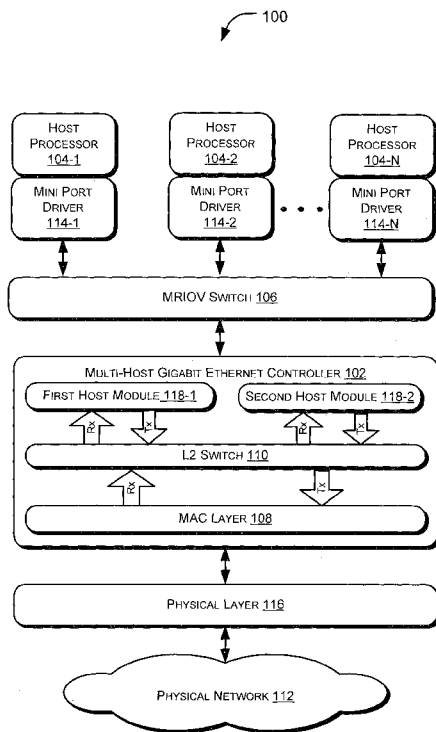 100
HOST PROCESSOR 104-1
HOST PROCESSOR 104-2
HOST PROCESSOR 104-N
MINI PORT DRIVER 114-1
MINI PORT DRIVER 114-2
MINI PORT DRIVER 114-N
MRIOV SWITCH 106
MULTI-HOST GIGABIT ETHERNET CONTROLLER 102
FIRST HOST MODULE 118-1
SECOND HOST MODULE 118-2
Rx
Tx
Rx
Tx
L2 SWITCH 110
Rx
Tx
MAC LAYER 108
PHYSICAL LAYER 116
PHYSICAL NETWORK 112